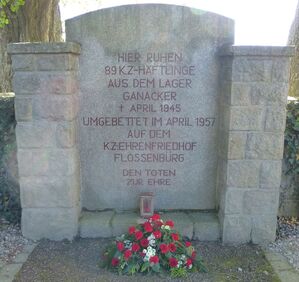 HIER RUHEN
89 KZ-HÄFTLINGE
AUS DEM LAGER
GANACKER
† APRIL 1945
UMGEBETTET IM APRIL 1957
AUF DEM
KZ-EHRENFRIEDHOF
FLOSSENBÜRG
DEN TOTEN
ZUR EHRE